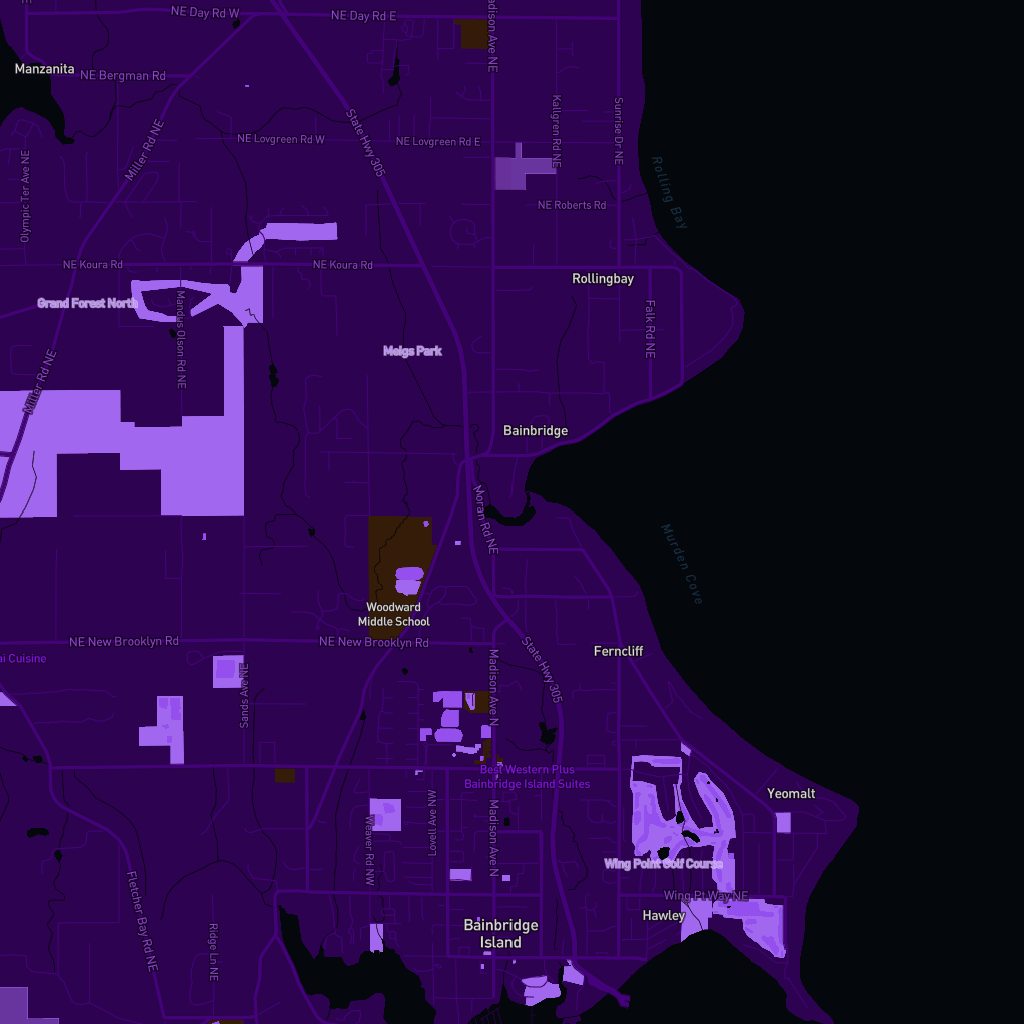 NE Day Rd W
NE Day Rd E
Madison Ave NE
Manzanita
NE Bergman Rd
Miller Rd NE
State Hwy 305
NE Lovgreen Rd W
NE Lovgreen Rd E
Kallgren Rd NE
Sunrise Dr NE
Olympic Ter Ave NE
Rolling Bay
NE Roberts Rd
NE Koura Rd
NE Koura Rd
Rollingbay
Grand Forest North
Mandus Olson Rd NE
Falk Rd NE
Meigs Park
Miller Rd NE
Bainbridge
Moran Rd NE
Murden Cove
Woodward
Middle School
NE New Brooklyn Rd
NE New Brooklyn Rd
ai Cuisine
Sands Ave NE
Madison Ave N
State Hwy 305
Ferncliff
Best Western Plus
Bainbridge Island Suites
Yeomalt
Weaver Rd NW
Lovell Ave NW
Madison Ave N
Wing Point Golf Course
Wing Pt Way NE
Fletcher Bay Rd NE
Ridge Ln NE
Hawley
Bainbridge
Island